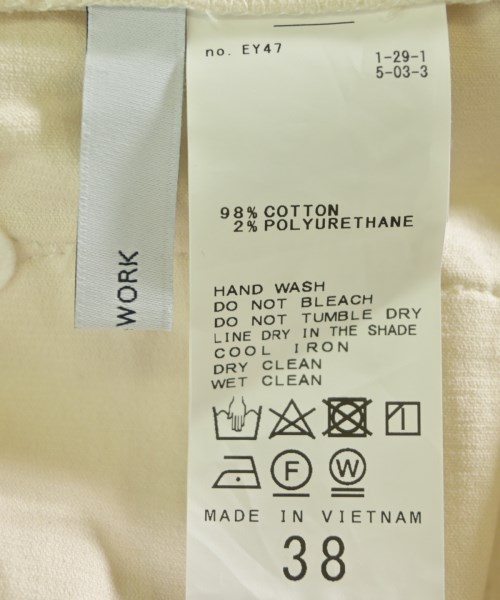 no. EY47
1-29-1
5-03-3
98% COTTON
2% POLYURETHANE
HAND WASH
DO NOT BLEACH
DO NOT TUMBLE DRY
LINE DRY IN THE SHADE
COOL IRON
DRY CLEAN
WET CLEAN
F
W
MADE IN VIETNAM
38
WORK